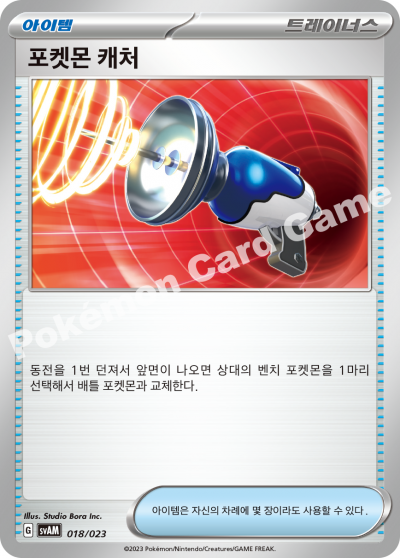 아이템
트레이너스
포켓몬 캐처
Pokémon Card Game
동전을 1번 던져서 앞면이 나오면 상대의 벤치 포켓몬을 1마리
선택해서 배틀 포켓몬과 교체한다.
Illus. Studio Bora Inc.
아이템은 자신의 차례에 몇 장이라도 사용할 수 있다.
G svAM 018/023
©2023 Pokémon/Nintendo/Creatures/GAME FREAK.